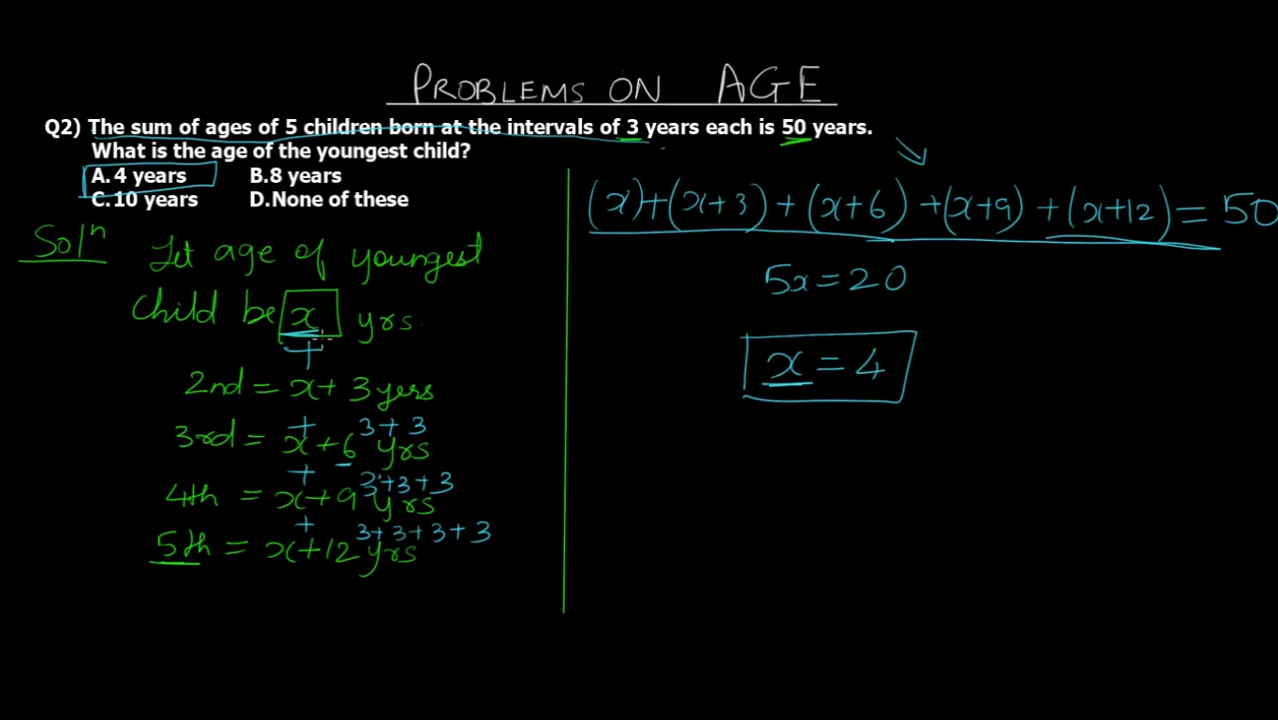 PROBLEMS ON AGE
Q2) The sum of ages of 5 children born at the intervals of 3 years each is 50 years.
What is the age of the youngest child?
A. 4 years B.8 years
C.10 years D.None of these
Solⁿ Let age of youngest
child be x yrs.
2nd = x+ 3 yers
3rd = x+6 yrs 3+3
4th = x+9 yrs 3+3+3
5th = x+12 yrs 3+3+3+3
(x)+(x+3)+(x+6)+(x+9)+(x+12)=50
5x=20
x=4